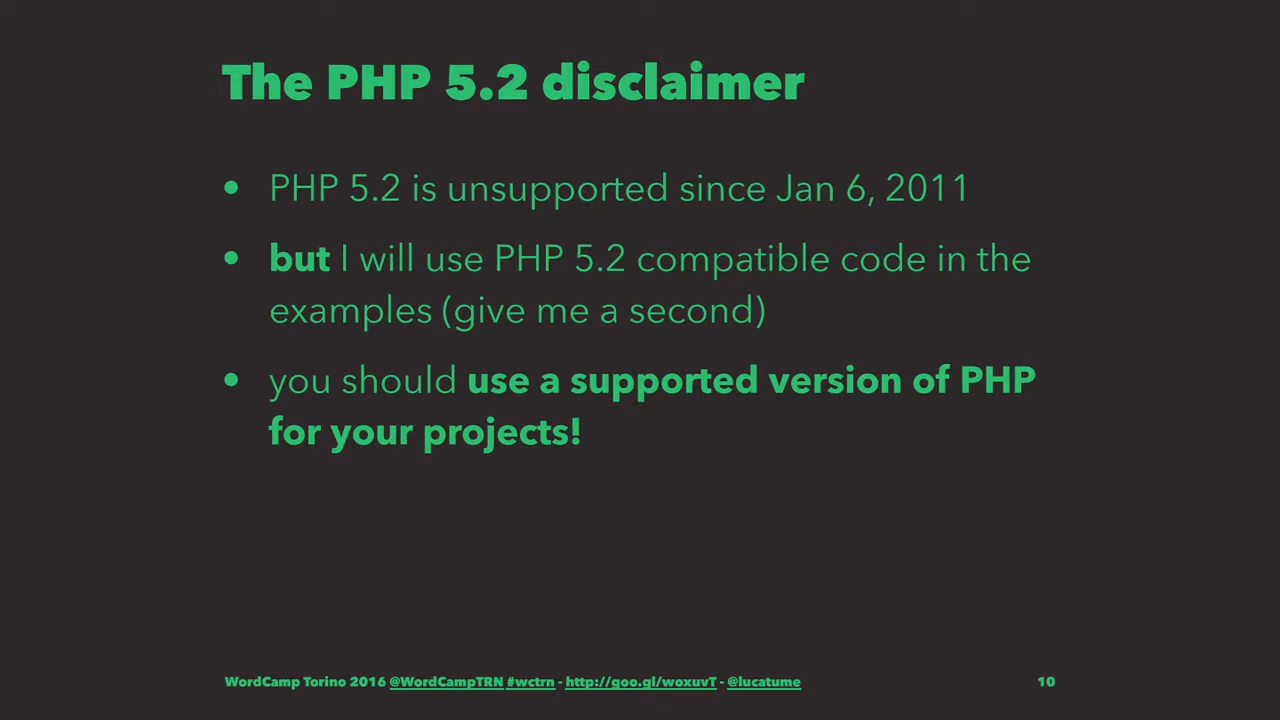 The PHP 5.2 disclaimer
• PHP 5.2 is unsupported since Jan 6, 2011
• but I will use PHP 5.2 compatible code in the
examples (give me a second)
• you should use a supported version of PHP
for your projects!
WordCamp Torino 2016 @WordCampTRN #wctrn - http://goo.gl/woxuvT - @lucatume 10